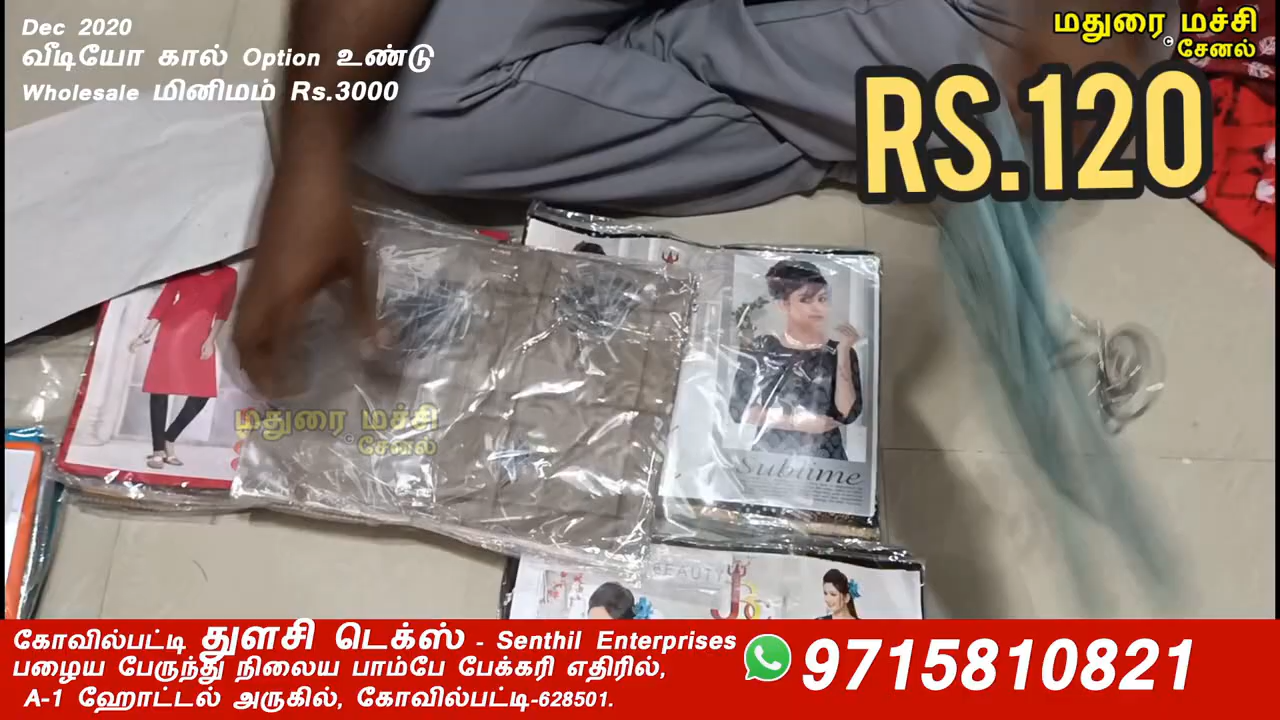 Dec 2020
வீடியோ கால் Option உண்டு
Wholesale மினிமம் Rs.3000
மதுரை மச்சி
© சேனல்
RS.120
மதுரை மச்சி
© சேனல்
Sublime
BEAUTY
கோவில்பட்டி துளசி டெக்ஸ் - Senthil Enterprises
பழைய பேருந்து நிலைய பாம்பே பேக்கரி எதிரில்,
A-1 ஹோட்டல் அருகில், கோவில்பட்டி-628501.
9715810821